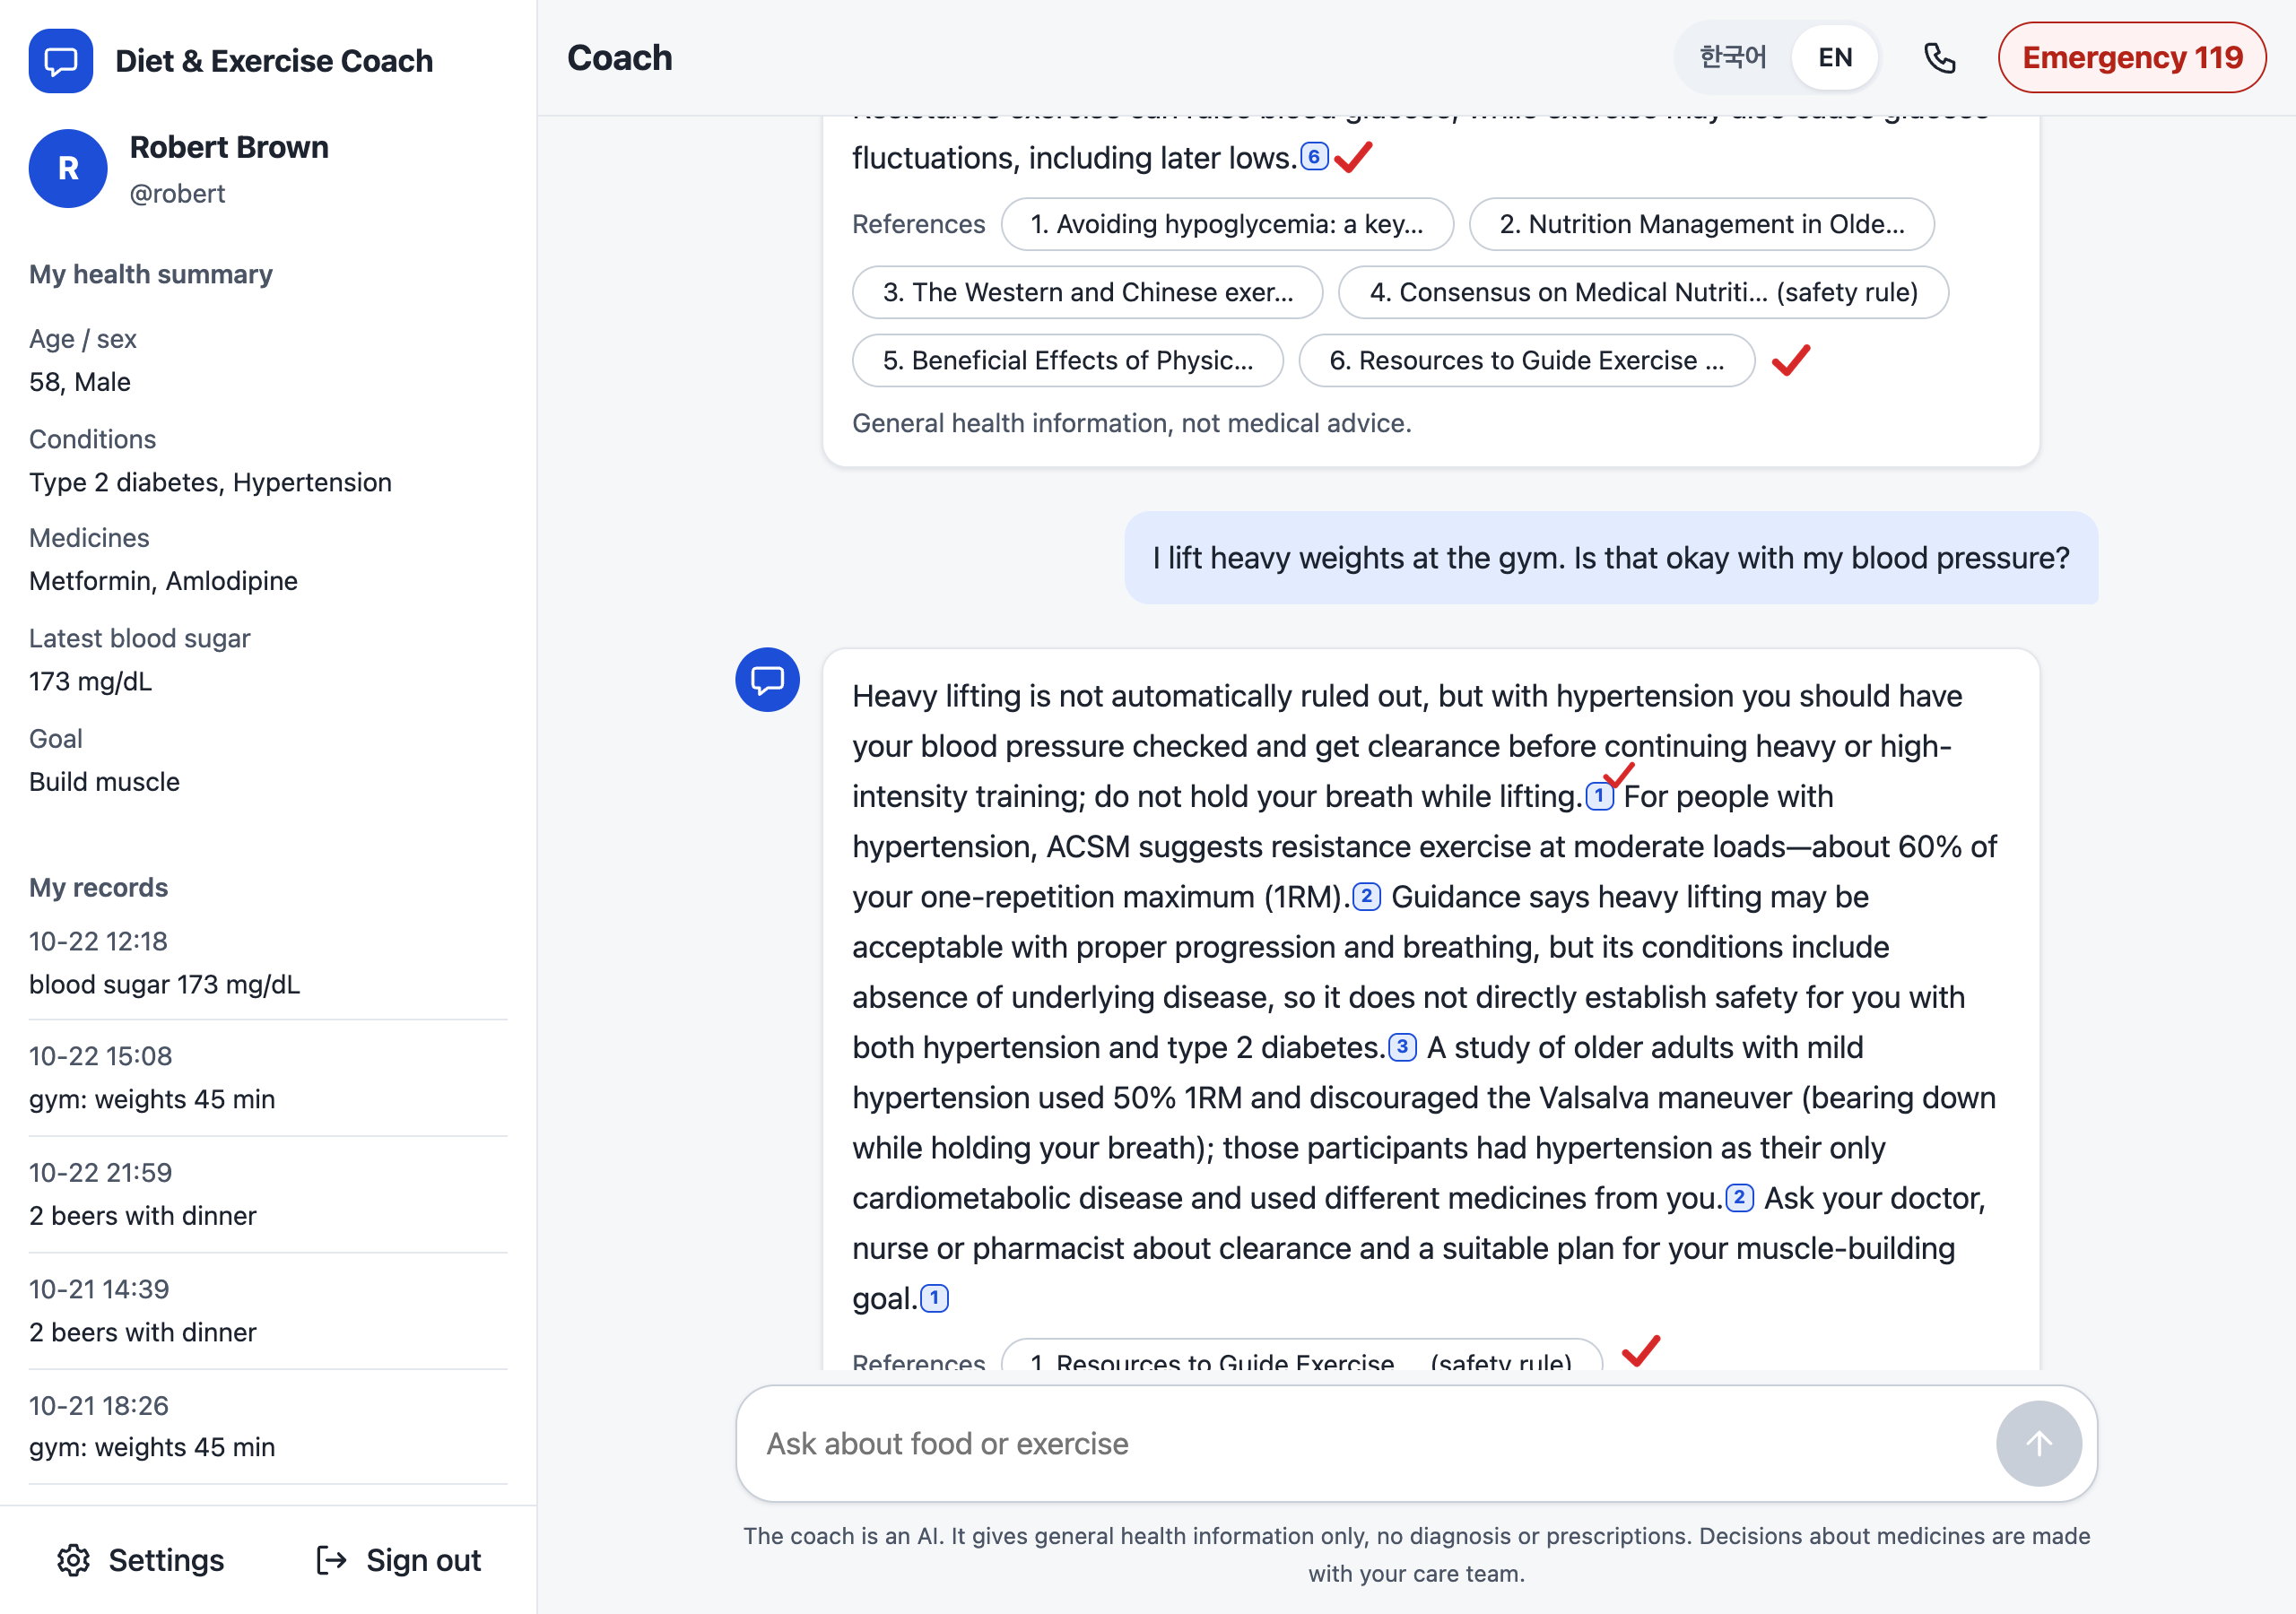 Diet & Exercise Coach
R
Robert Brown
@robert
My health summary
Age / sex
58, Male
Conditions
Type 2 diabetes, Hypertension
Medicines
Metformin, Amlodipine
Latest blood sugar
173 mg/dL
Goal
Build muscle
My records
10-22 12:18
blood sugar 173 mg/dL
10-22 15:08
gym: weights 45 min
10-22 21:59
2 beers with dinner
10-21 14:39
2 beers with dinner
10-21 18:26
gym: weights 45 min
Settings
Sign out
Coach
한국어
EN
Emergency 119
Resistance exercise can raise blood glucose, while exercise may also cause glucose
fluctuations, including later lows. 6
References
1. Avoiding hypoglycemia: a key...
2. Nutrition Management in Olde...
3. The Western and Chinese exer...
4. Consensus on Medical Nutriti... (safety rule)
5. Beneficial Effects of Physic...
6. Resources to Guide Exercise ...
General health information, not medical advice.
I lift heavy weights at the gym. Is that okay with my blood pressure?
Heavy lifting is not automatically ruled out, but with hypertension you should have
your blood pressure checked and get clearance before continuing heavy or high-
intensity training; do not hold your breath while lifting. 1 For people with
hypertension, ACSM suggests resistance exercise at moderate loads—about 60% of
your one-repetition maximum (1RM). 2 Guidance says heavy lifting may be
acceptable with proper progression and breathing, but its conditions include
absence of underlying disease, so it does not directly establish safety for you with
both hypertension and type 2 diabetes. 3 A study of older adults with mild
hypertension used 50% 1RM and discouraged the Valsalva maneuver (bearing down
while holding your breath); those participants had hypertension as their only
cardiometabolic disease and used different medicines from you. 2 Ask your doctor,
nurse or pharmacist about clearance and a suitable plan for your muscle-building
goal. 1
References
1. Resources to Guide Exercise ... (safety rule)
Ask about food or exercise
The coach is an AI. It gives general health information only, no diagnosis or prescriptions. Decisions about medicines are made
with your care team.